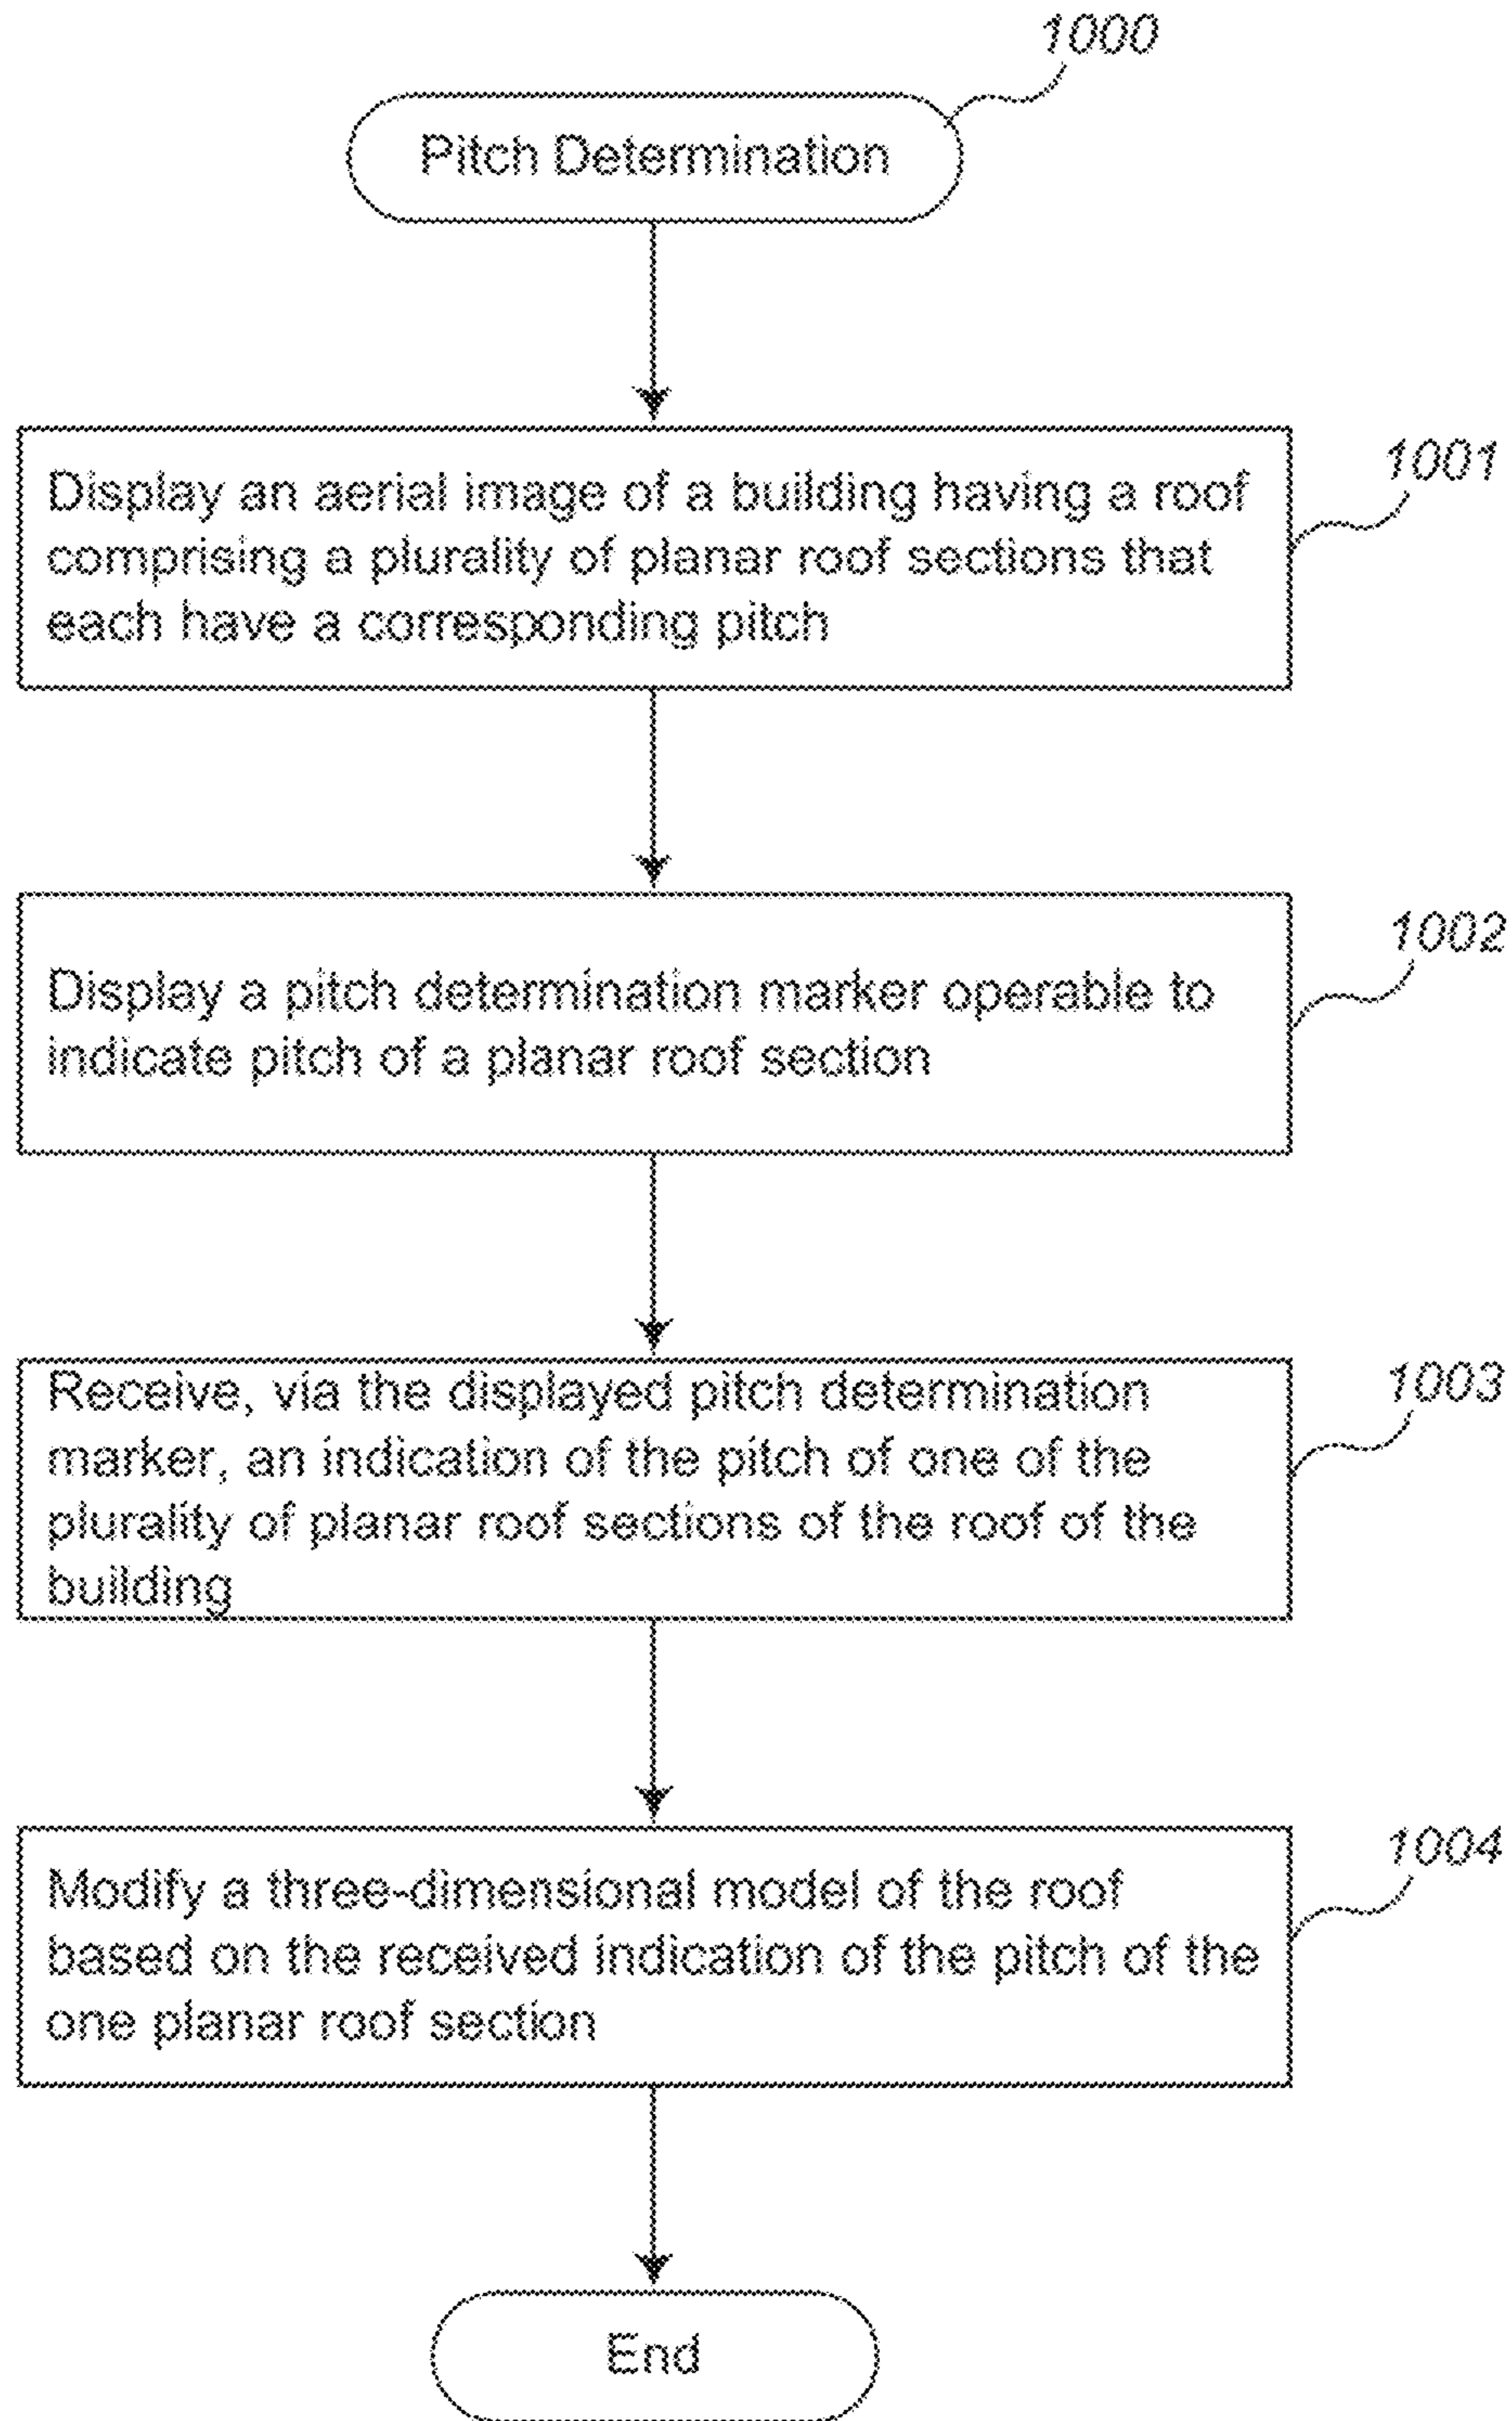 1000
Pitch Determination
1001
Display an aerial image of a building having a roof
comprising a plurality of planar roof sections that
each have a corresponding pitch
1002
Display a pitch determination marker operable to
indicate pitch of a planar roof section
1003
Receive, via the displayed pitch determination
marker, an indication of the pitch of one of the
plurality of planar roof sections of the roof of the
building
1004
Modify a three-dimensional model of the roof
based on the received indication of the pitch of the
one planar roof section
End